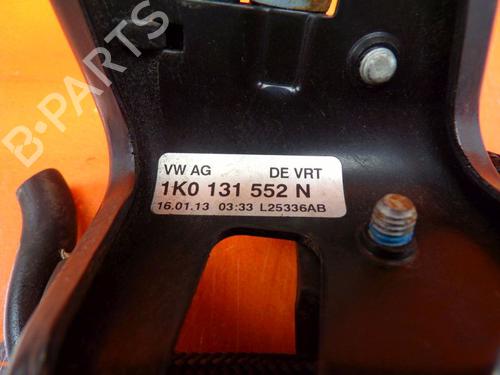 B-PARTS
VW AG DE VRT
1K0 131 552 N
16.01.13 03:33 L25336AB